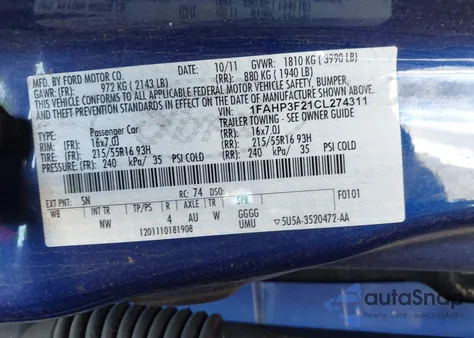 MFD. BY FORD MOTOR CO. 10/11 GVWR: 1810 KG ( 3990 LB)
GAWR: (FR) 972 KG ( 2143 LB) (RR) 880 KG ( 1940 LB)
THIS VEHICLE CONFORMS TO ALL APPLICABLE
FEDERAL MOTOR VEHICLE SAFETY, BUMPER,
AND THEFT PREVENTION STANDARDS IN EFFECT ON
THE DATE OF MANUFACTURE SHOWN ABOVE.
VIN: 1FAHP3F21CL274311
TYPE: Passenger Car TRAILER TOWING - SEE OWNER GUIDE
RIM: (FR) 16x7.0J (RR) 16x7.0J
TIRE: (FR) 215/55R16 93H (RR) 215/55R16 93H
PRESSURE: (FR) 240 kPa/ 35 PSI COLD (RR) 240 kPa/ 35 PSI COLD
EXT PNT: SN RC: 74 DSO: F0101
WB INT TR TP/PS R AXLE TR SPR
NW 4 AU W GGGG
UMU
1201110181908 5U5A-3520472-AA
autoSnap